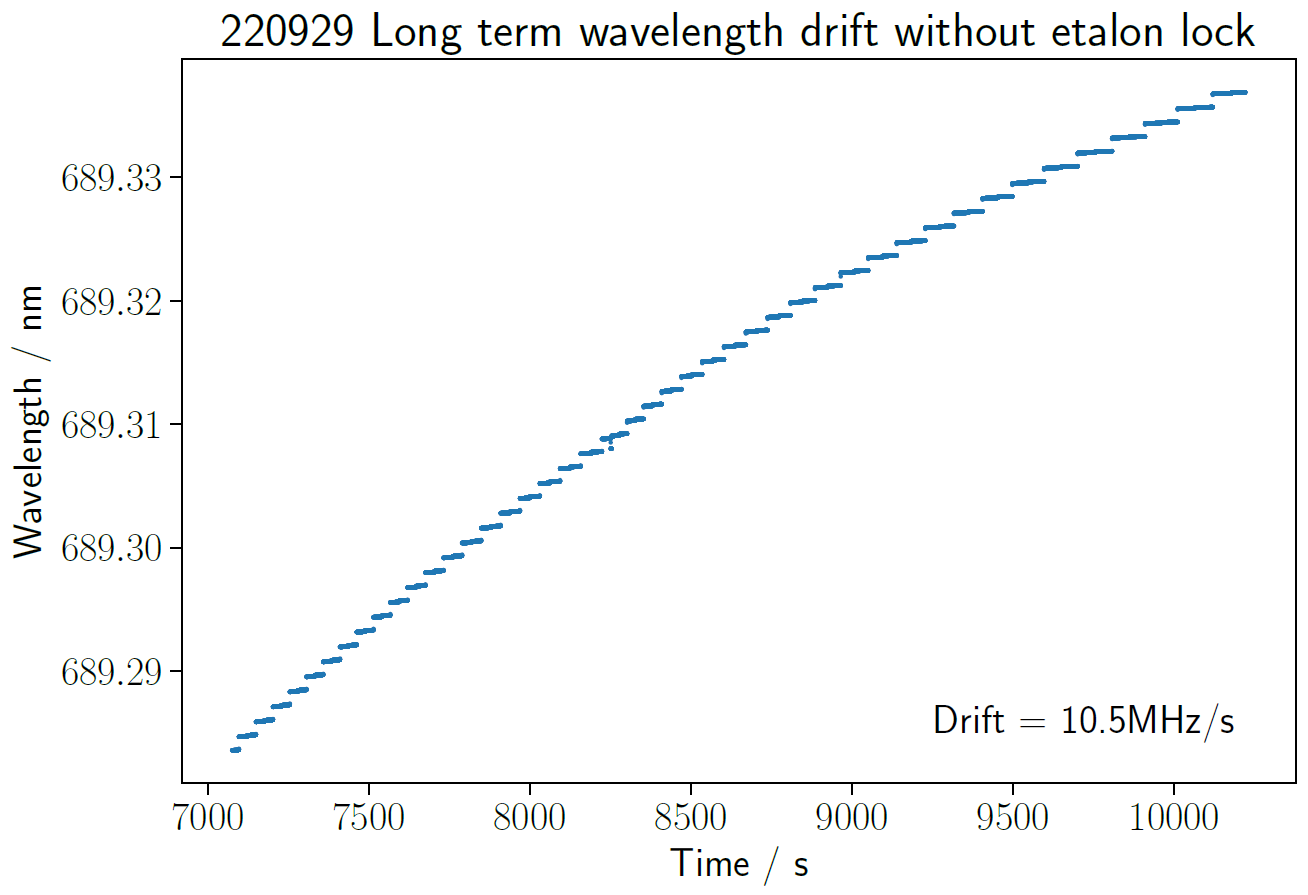 220929 Long term wavelength drift without etalon lock
Wavelength / nm
689.33
689.32
689.31
689.30
689.29
Drift = 10.5MHz/s
7000 7500 8000 8500 9000 9500 10000
Time / s